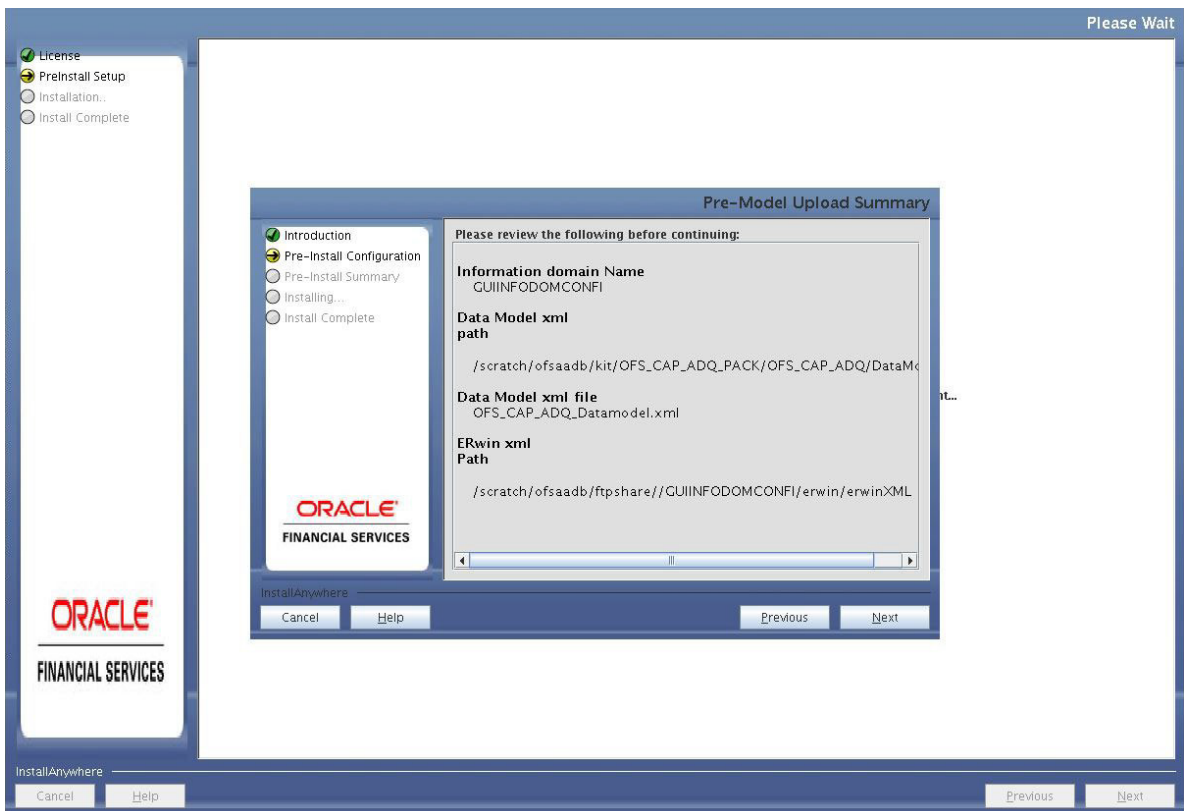 Please Wait
License
PreInstall Setup
Installation..
Install Complete
Pre-Model Upload Summary
Introduction
Pre-Install Configuration
Pre-Install Summary
Installing...
Install Complete
Please review the following before continuing:
Information domain Name
GUIINFODOMCONFI
Data Model xml
path
/scratch/ofsaadb/kit/OFS_CAP_ADQ_PACK/OFS_CAP_ADQ/DataMo
Data Model xml file
OFS_CAP_ADQ_Datamodel.xml
ERwin xml
Path
/scratch/ofsaadb/ftpshare//GUIINFODOMCONFI/erwin/erwinXML
nt...
ORACLE
FINANCIAL SERVICES
InstallAnywhere
Cancel Help Previous Next
ORACLE
FINANCIAL SERVICES
InstallAnywhere
Cancel Help Previous Next